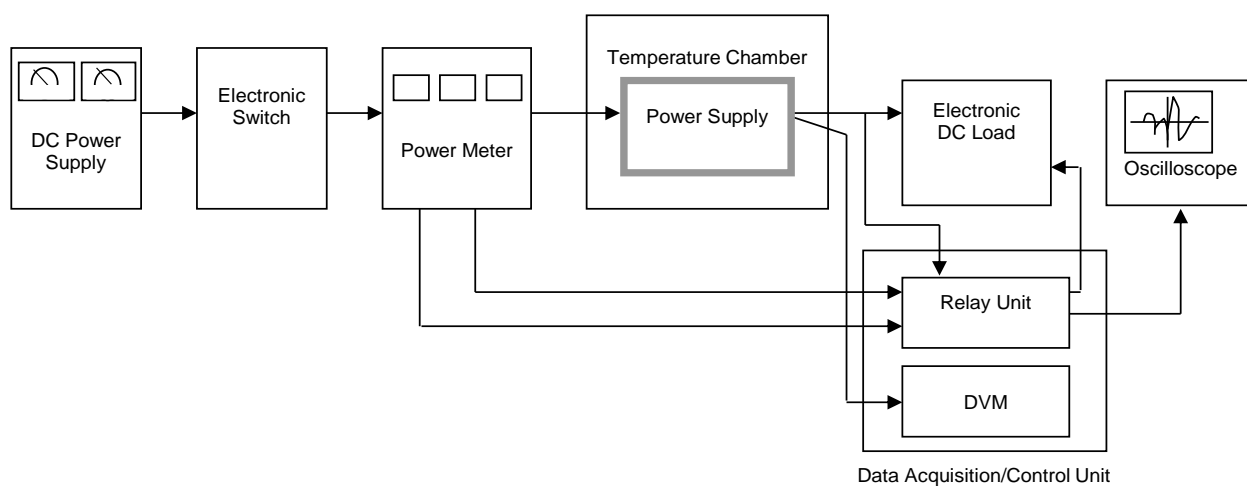 DC Power
Supply
Electronic
Switch
Power Meter
Temperature Chamber
Power Supply
Electronic
DC Load
Oscilloscope
Relay Unit
DVM
Data Acquisition/Control Unit